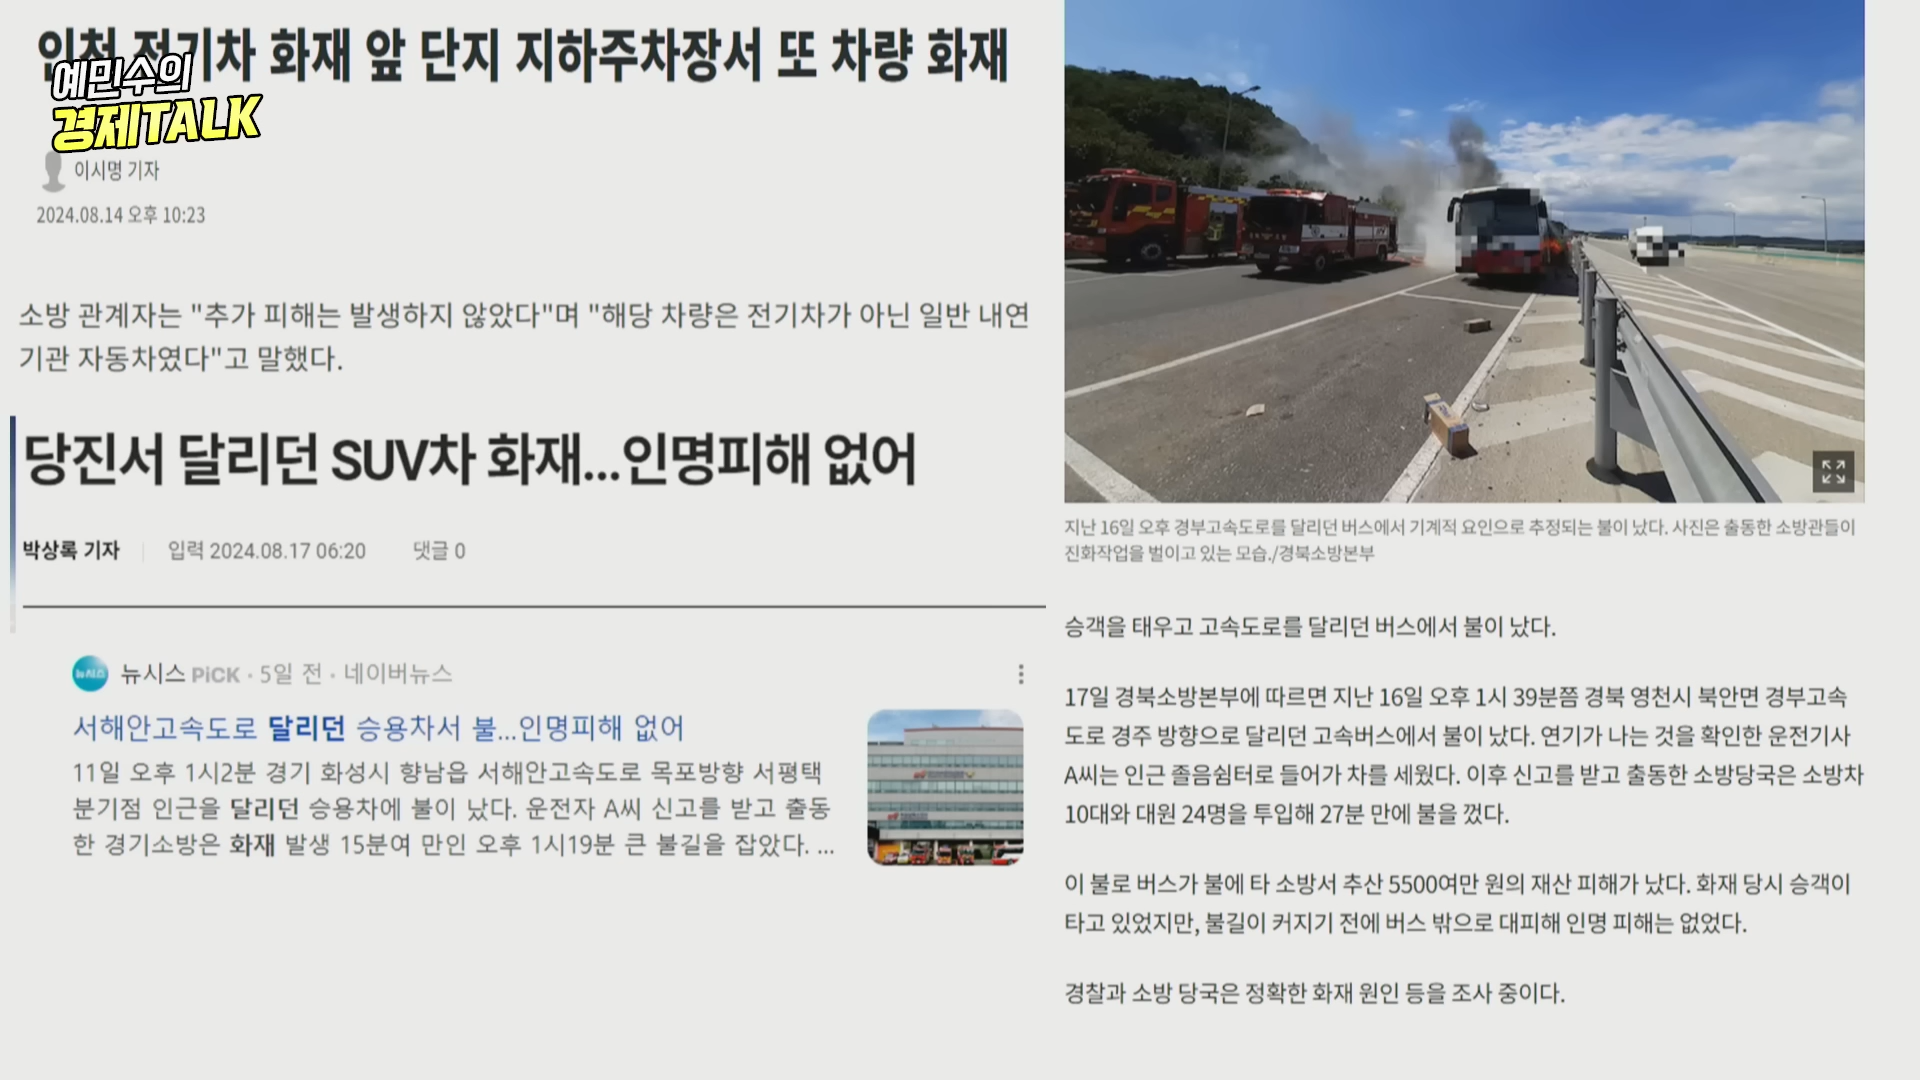 인천 전기차 화재 앞 단지 지하주차장서 또 차량 화재
예민수의
경제TALK
이시명 기자
2024.08.14 오후 10:23
소방 관계자는 "추가 피해는 발생하지 않았다"며 "해당 차량은 전기차가 아닌 일반 내연
기관 자동차였다"고 말했다.
당진서 달리던 SUV차 화재...인명피해 없어
박상록 기자 입력 2024.08.17 06:20 댓글 0
뉴시스 뉴시스 PiCK · 5일 전 · 네이버뉴스
서해안고속도로 달리던 승용차서 불...인명피해 없어
11일 오후 1시2분 경기 화성시 향남읍 서해안고속도로 목포방향 서평택
분기점 인근을 달리던 승용차에 불이 났다. 운전자 A씨 신고를 받고 출동
한 경기소방은 화재 발생 15분여 만인 오후 1시19분 큰 불길을 잡았다. ...
지난 16일 오후 경부고속도로를 달리던 버스에서 기계적 요인으로 추정되는 불이 났다. 사진은 출동한 소방관들이
진화작업을 벌이고 있는 모습./경북소방본부
승객을 태우고 고속도로를 달리던 버스에서 불이 났다.
17일 경북소방본부에 따르면 지난 16일 오후 1시 39분쯤 경북 영천시 북안면 경부고속
도로 경주 방향으로 달리던 고속버스에서 불이 났다. 연기가 나는 것을 확인한 운전기사
A씨는 인근 졸음쉼터로 들어가 차를 세웠다. 이후 신고를 받고 출동한 소방당국은 소방차
10대와 대원 24명을 투입해 27분 만에 불을 껐다.
이 불로 버스가 불에 타 소방서 추산 5500여만 원의 재산 피해가 났다. 화재 당시 승객이
타고 있었지만, 불길이 커지기 전에 버스 밖으로 대피해 인명 피해는 없었다.
경찰과 소방 당국은 정확한 화재 원인 등을 조사 중이다.